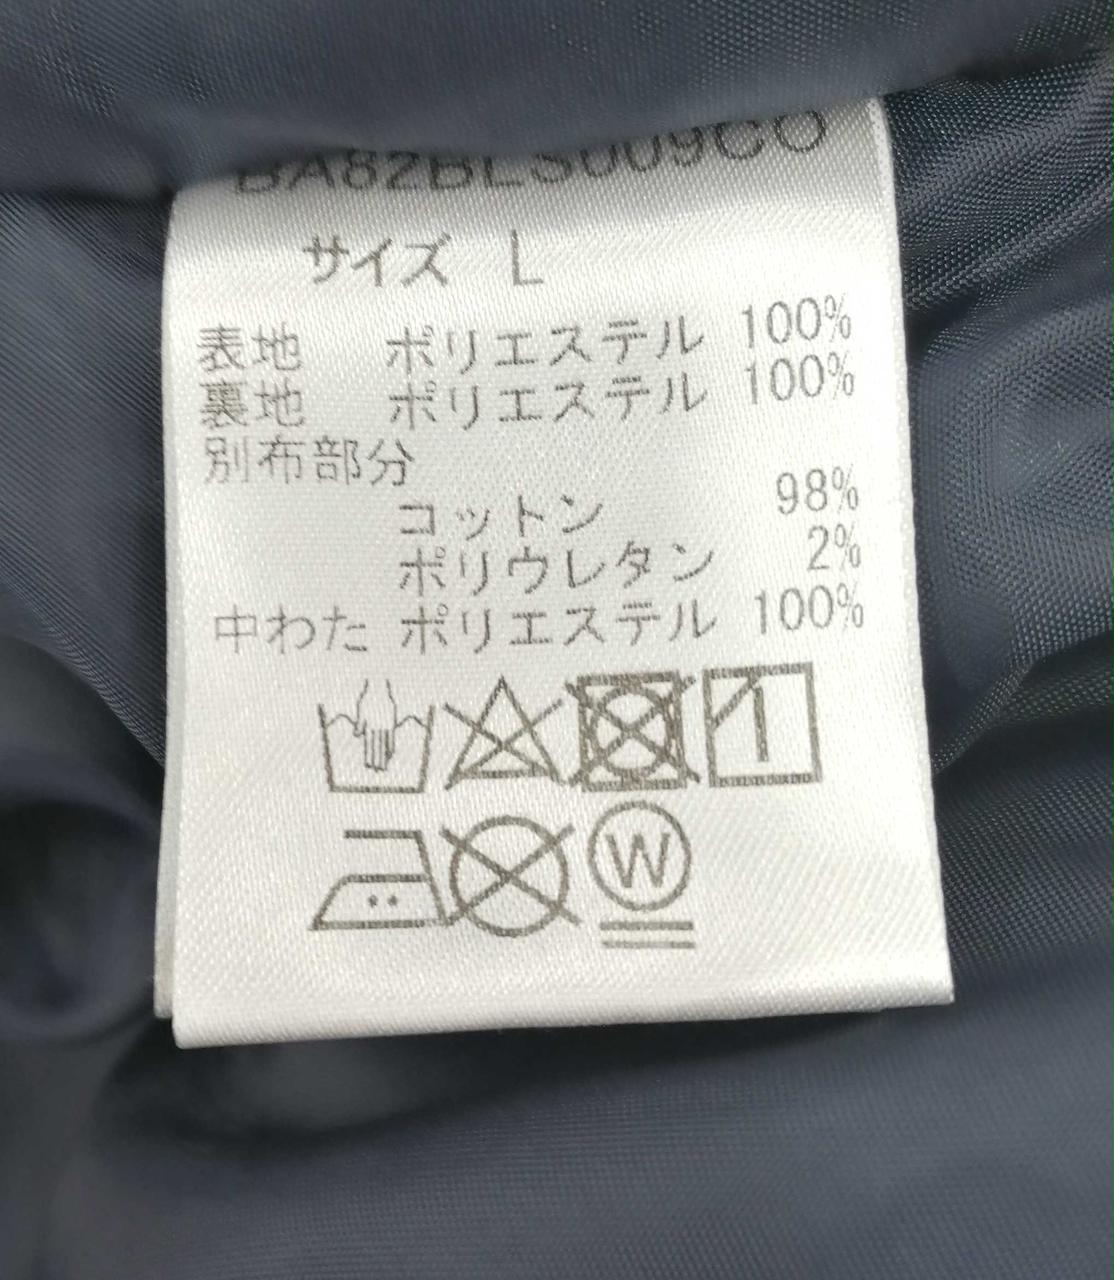 BA82BLS009CO
サイズ L
表地 ポリエステル 100%
裏地 ポリエステル 100%
別布部分
コットン 98%
ポリウレタン 2%
中わた ポリエステル 100%
W